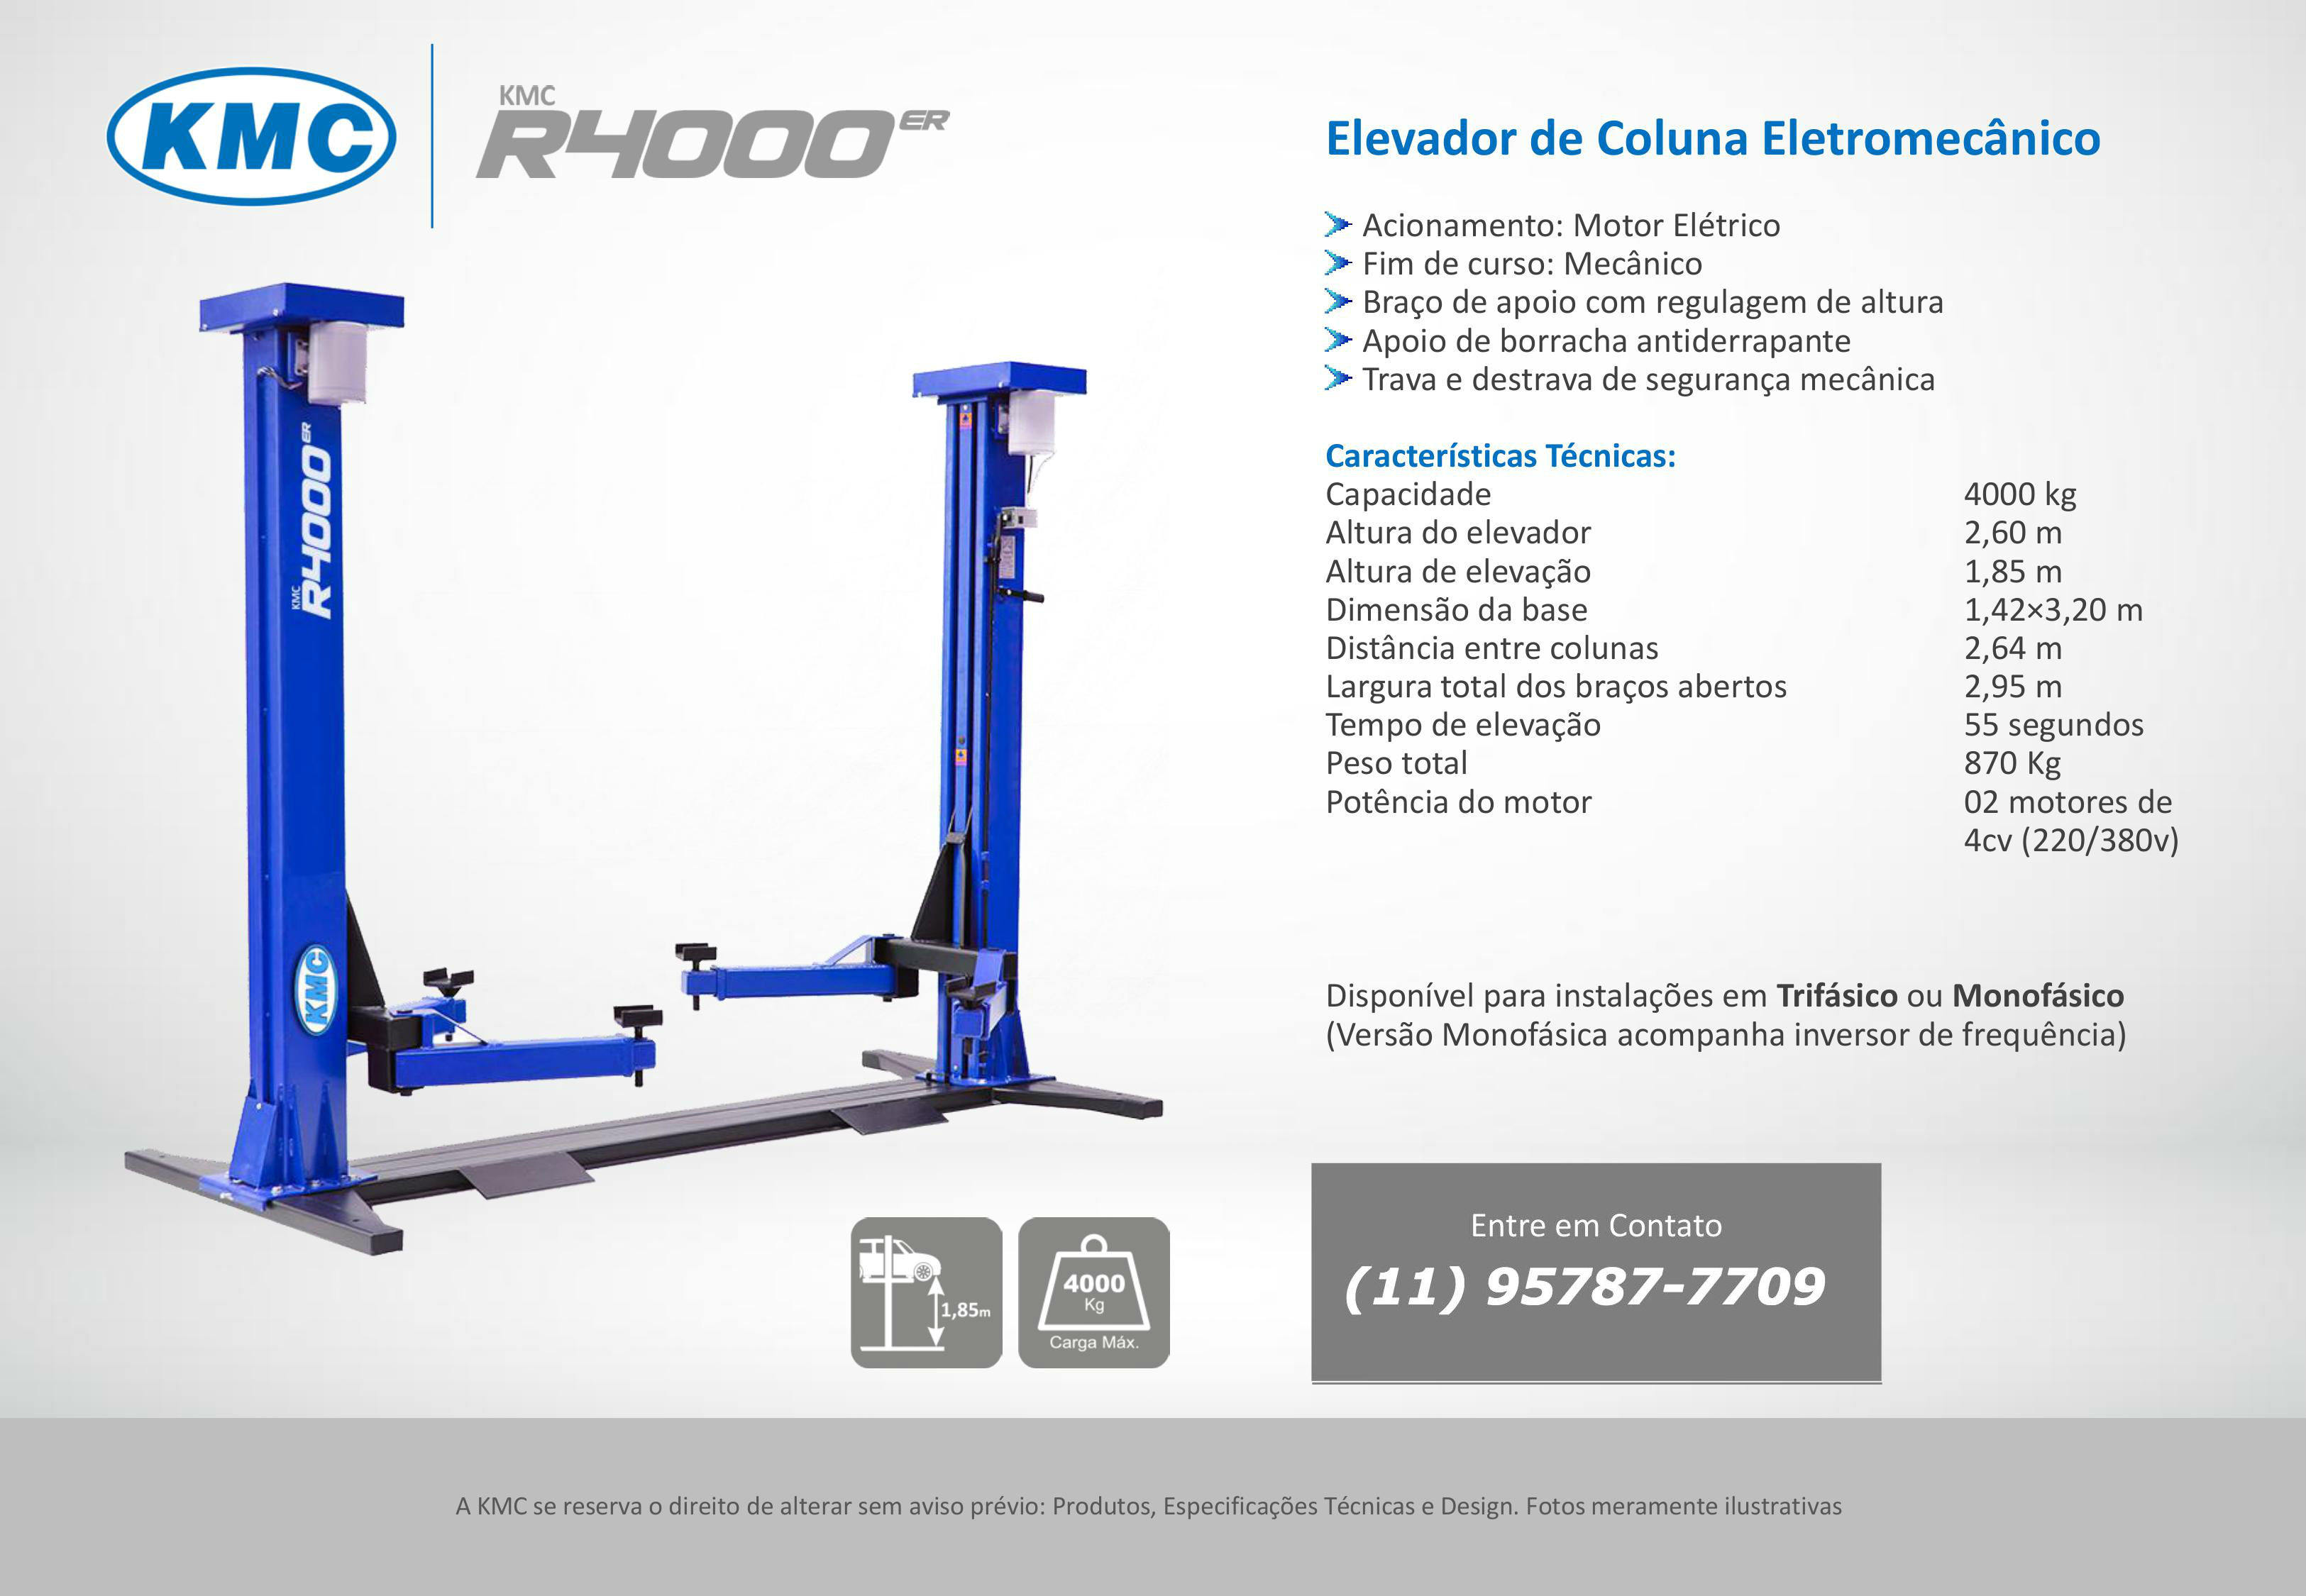 KMC
KMC
R4000 ER
Elevador de Coluna Eletromecânico
Acionamento: Motor Elétrico
Fim de curso: Mecânico
Braço de apoio com regulagem de altura
Apoio de borracha antiderrapante
Trava e destrava de segurança mecânica
Características Técnicas:
Capacidade 4000 kg
Altura do elevador 2,60 m
Altura de elevação 1,85 m
Dimensão da base 1,42×3,20 m
Distância entre colunas 2,64 m
Largura total dos braços abertos 2,95 m
Tempo de elevação 55 segundos
Peso total 870 Kg
Potência do motor 02 motores de
4cv (220/380v)
KMC
R4000 ER
KMC
Disponível para instalações em Trifásico ou Monofásico
(Versão Monofásica acompanha inversor de frequência)
1,85m
4000
Kg
Carga Máx.
Entre em Contato
(11) 95787-7709
A KMC se reserva o direito de alterar sem aviso prévio: Produtos, Especificações Técnicas e Design. Fotos meramente ilustrativas